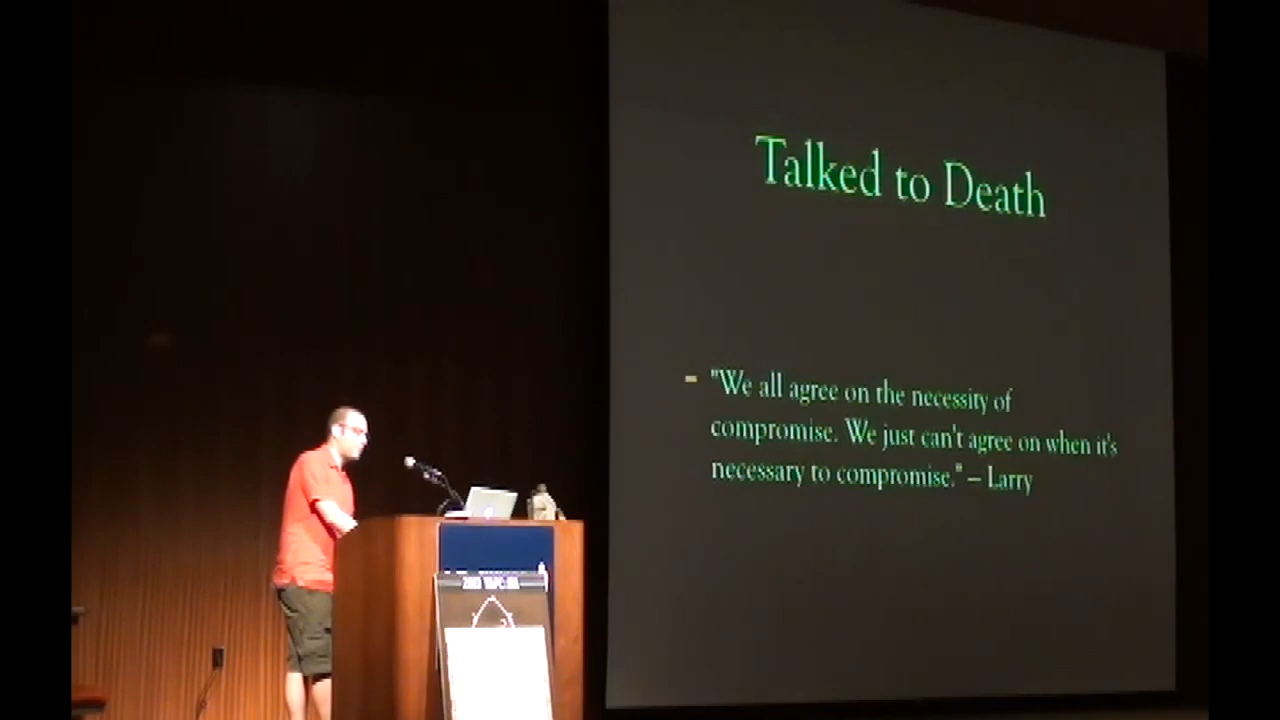 Talked to Death
- "We all agree on the necessity of
compromise. We just can't agree on when it's
necessary to compromise." – Larry